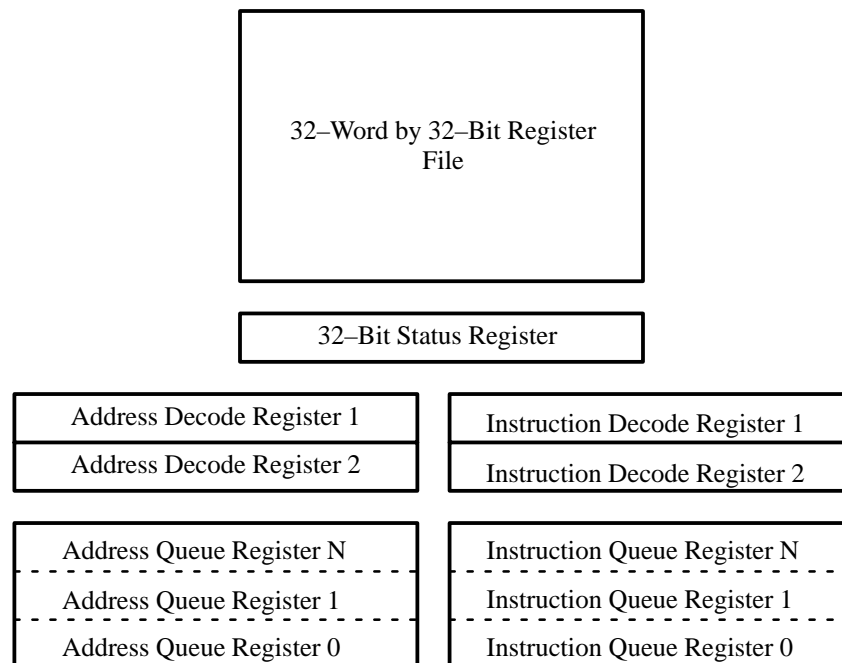 32–Word by 32–Bit Register
File
32–Bit Status Register
Address Decode Register 1
Address Decode Register 2
Instruction Decode Register 1
Instruction Decode Register 2
Address Queue Register N
Address Queue Register 1
Address Queue Register 0
Instruction Queue Register N
Instruction Queue Register 1
Instruction Queue Register 0